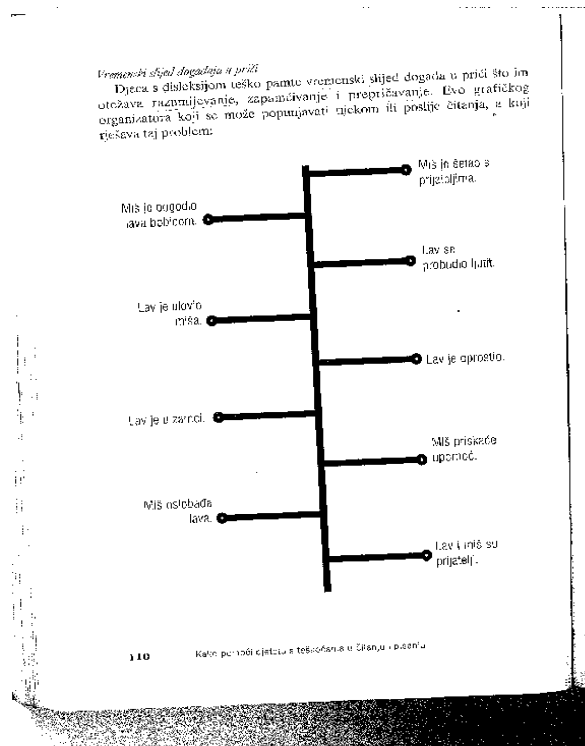 Vremenski slijed događaja u priči
Djeca s disleksijom teško pamte vremenski slijed događa u priči što im
otežava razumijevanje, zapamćivanje i prepričavanje. Evo grafičkog
organizatora koji se može popunjavati tijekom ili poslije čitanja, a koji
rješava taj problem:
Miš je šetao s
prijateljima.
Miš je pogodio
lava bobicom.
Lav se
probudio ljutit.
Lav je ulovio
miša.
Lav je oprostio.
Lav je u zamci.
Miš priskače
upomoć.
Miš oslobađa
lava.
Lav i miš su
prijatelji.
110
Kako pomoći djetetu s teškoćama u čitanju i pisanju